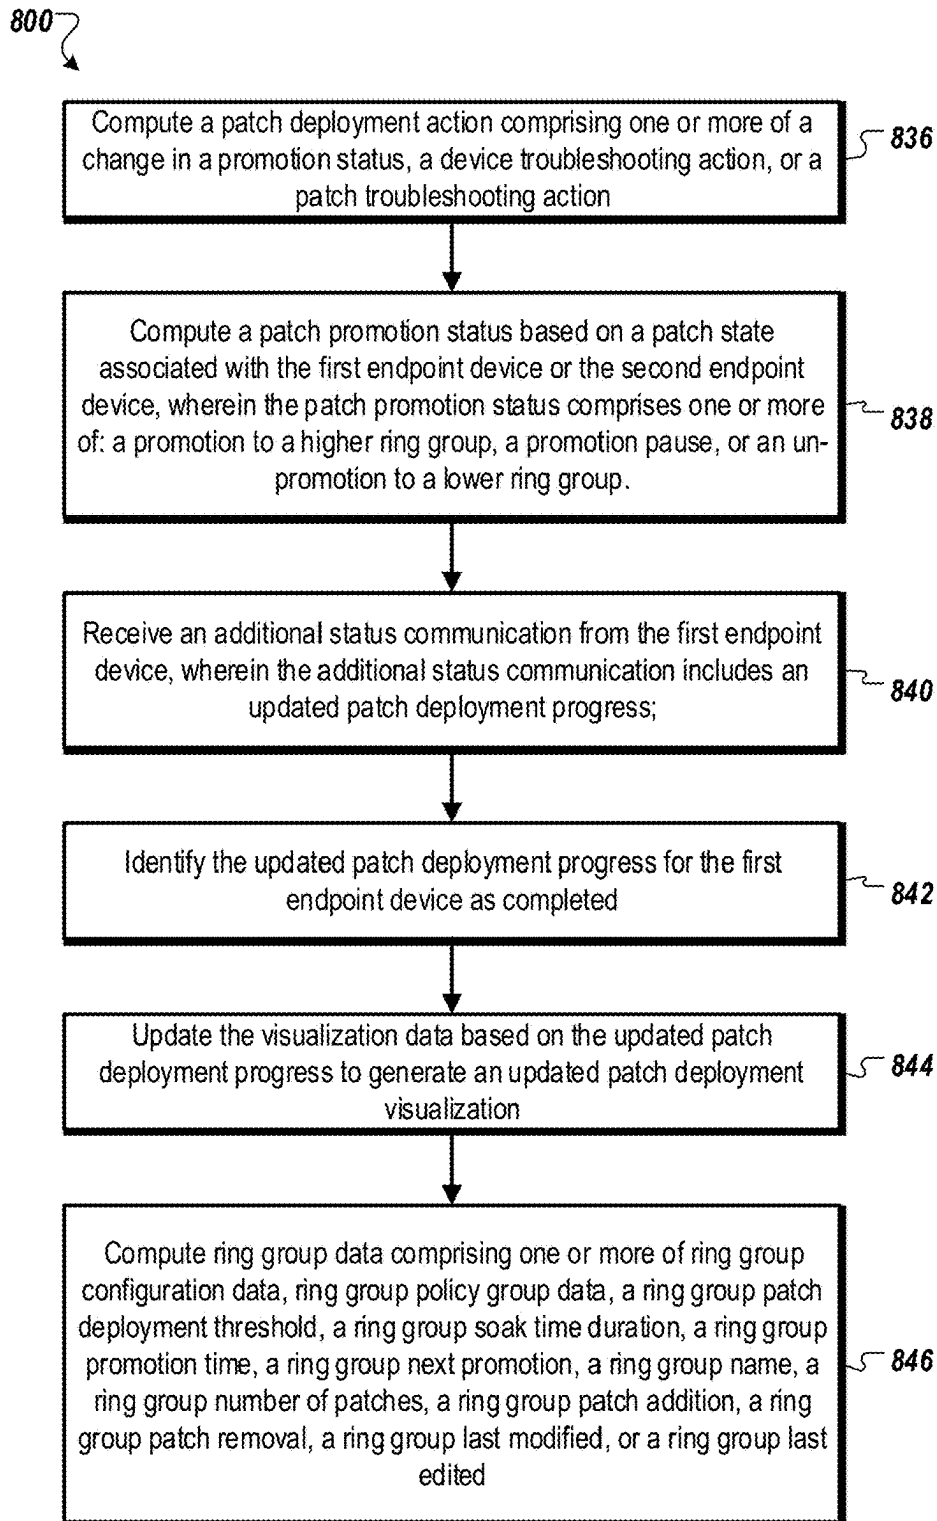 800
Compute a patch deployment action comprising one or more of a
change in a promotion status, a device troubleshooting action, or a
patch troubleshooting action
836
Compute a patch promotion status based on a patch state
associated with the first endpoint device or the second endpoint
device, wherein the patch promotion status comprises one or more
of: a promotion to a higher ring group, a promotion pause, or an un-
promotion to a lower ring group.
838
Receive an additional status communication from the first endpoint
device, wherein the additional status communication includes an
updated patch deployment progress;
840
Identify the updated patch deployment progress for the first
endpoint device as completed
842
Update the visualization data based on the updated patch
deployment progress to generate an updated patch deployment
visualization
844
Compute ring group data comprising one or more of ring group
configuration data, ring group policy group data, a ring group patch
deployment threshold, a ring group soak time duration, a ring group
promotion time, a ring group next promotion, a ring group name, a
ring group number of patches, a ring group patch addition, a ring
group patch removal, a ring group last modified, or a ring group last
edited
846